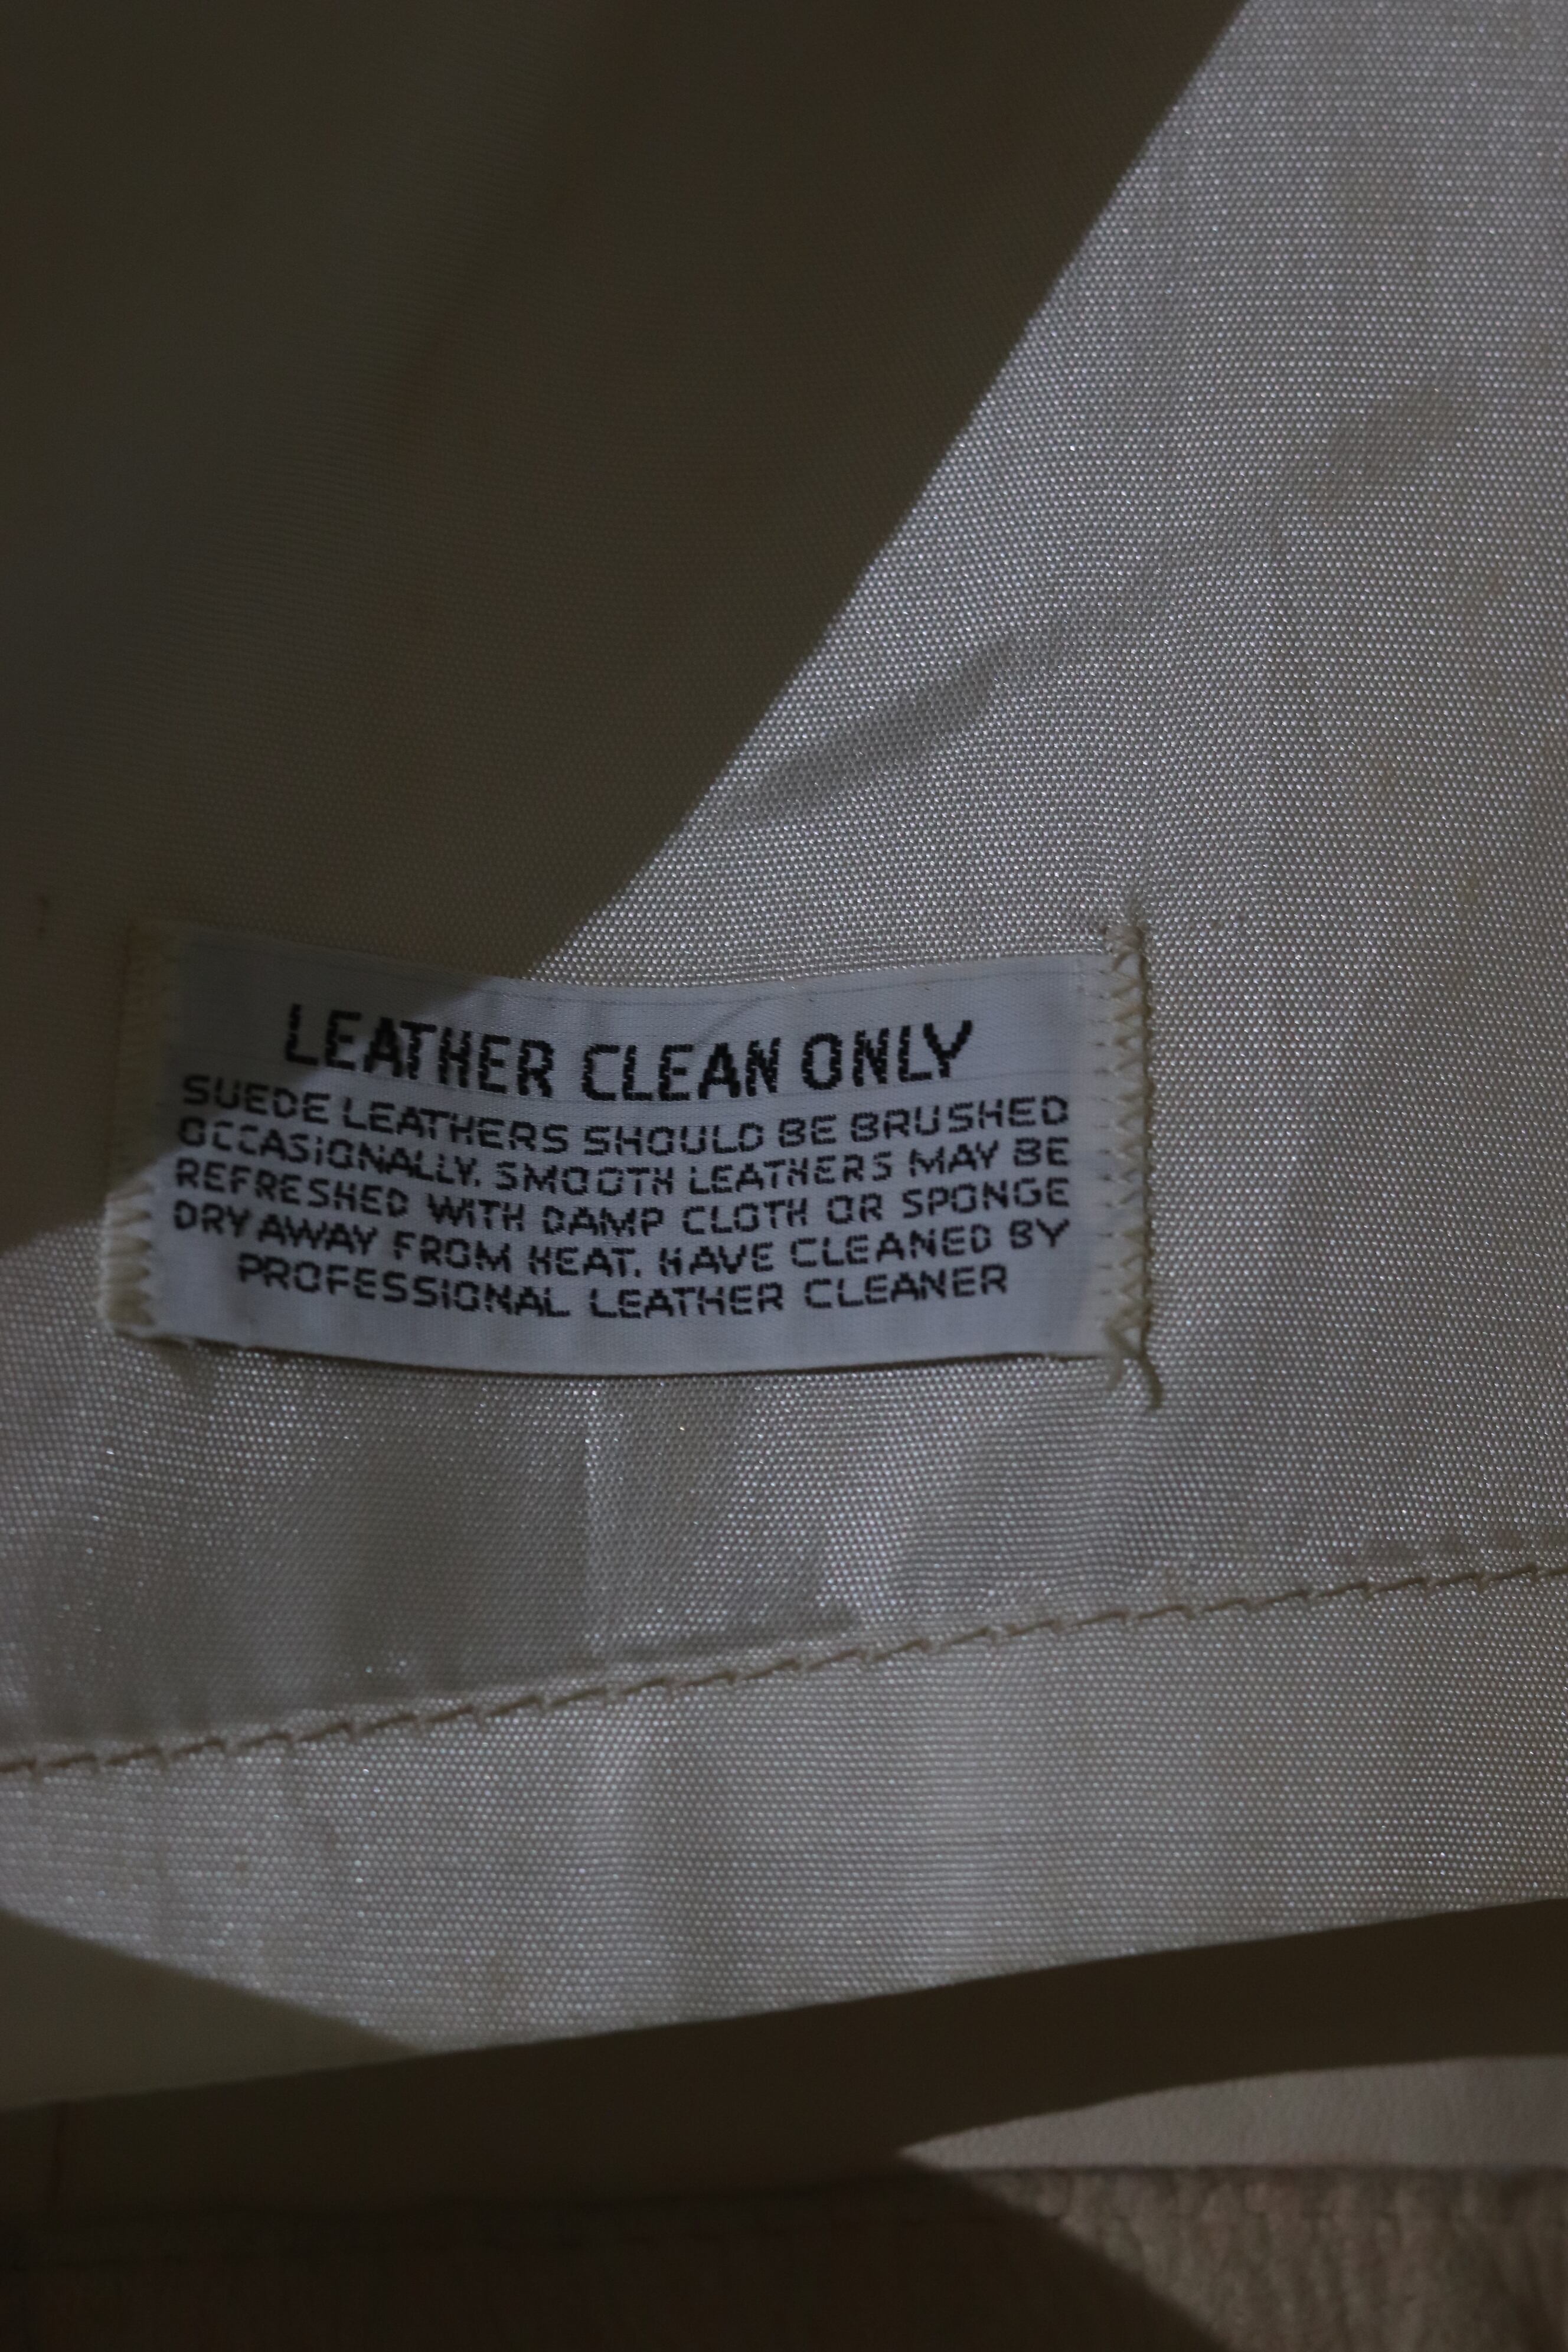 LEATHER CLEAN ONLY
SUEDE LEATHERS SHOULD BE BRUSHED
OCCASIONALLY. SMOOTH LEATHERS MAY BE
REFRESHED WITH DAMP CLOTH OR SPONGE
DRY AWAY FROM HEAT. HAVE CLEANED BY
PROFESSIONAL LEATHER CLEANER